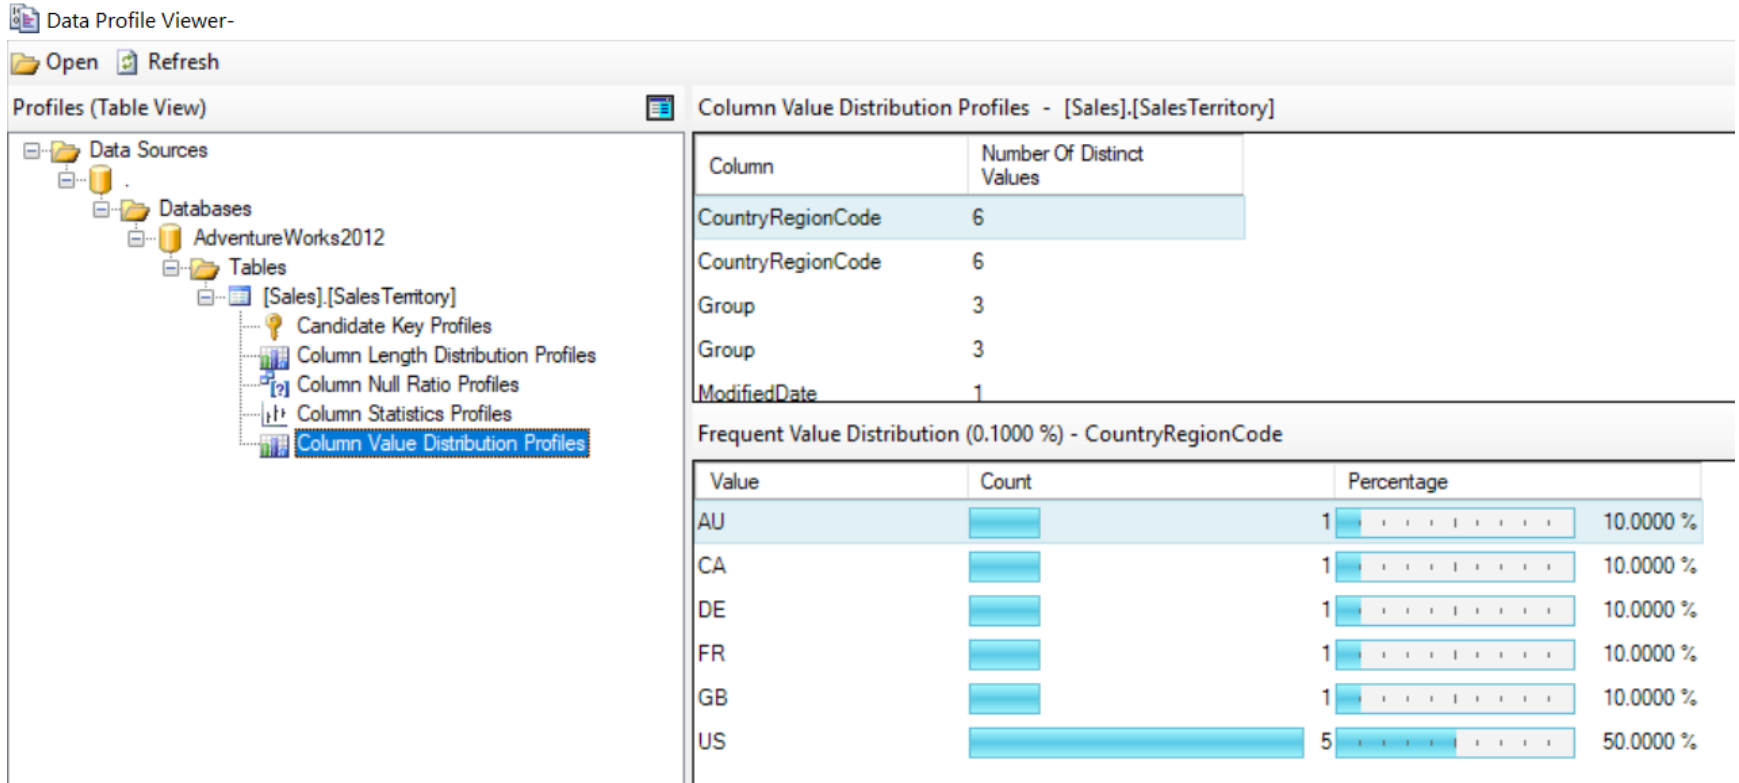 Data Profile Viewer-
Open Refresh
Profiles (Table View)
Data Sources
.
Databases
AdventureWorks2012
Tables
[Sales].[SalesTerritory]
Candidate Key Profiles
Column Length Distribution Profiles
Column Null Ratio Profiles
Column Statistics Profiles
Column Value Distribution Profiles
Column Value Distribution Profiles - [Sales].[SalesTerritory]
Column Number Of Distinct Values
CountryRegionCode 6
CountryRegionCode 6
Group 3
Group 3
ModifiedDate 1
Frequent Value Distribution (0.1000 %) - CountryRegionCode
Value Count Percentage
AU 1 10.0000 %
CA 1 10.0000 %
DE 1 10.0000 %
FR 1 10.0000 %
GB 1 10.0000 %
US 5 50.0000 %